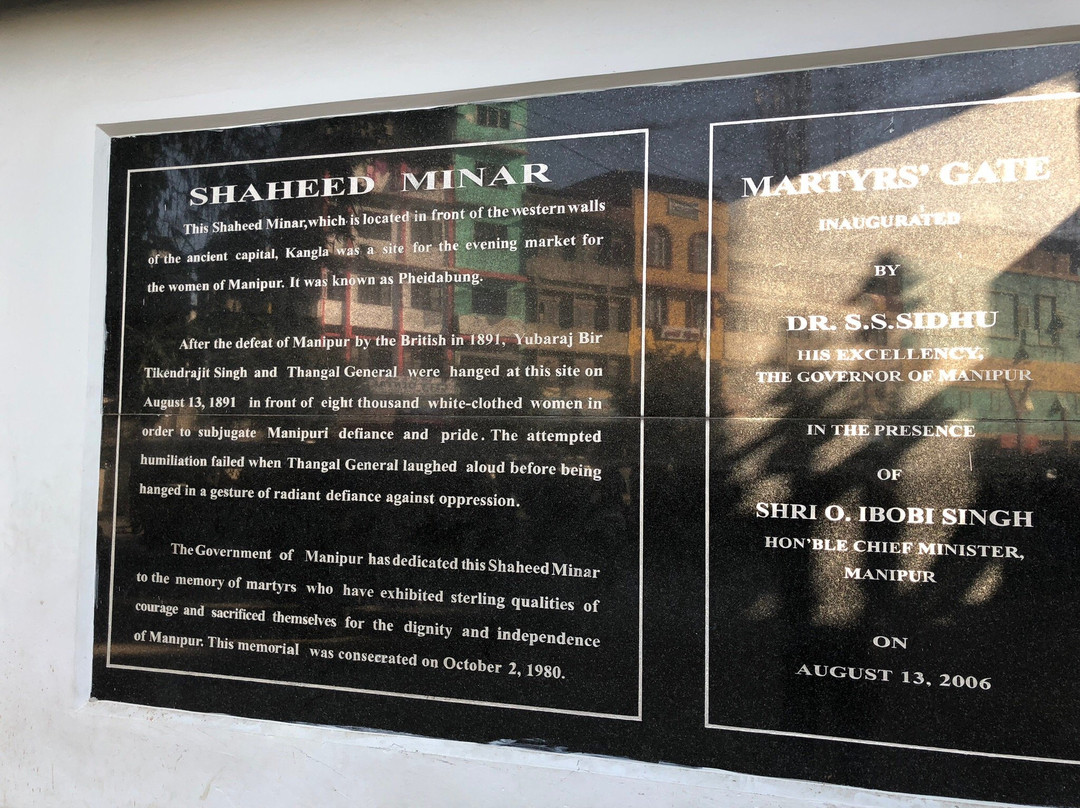 SHAHEED MINAR
This Shaheed Minar,which is located in front of the western walls
of the ancient capital, Kangla was a site for the evening market for
the women of Manipur. It was known as Pheidabung.
After the defeat of Manipur by the British in 1891, Yubaraj Bir
Tikendrajit Singh and Thangal General were hanged at this site on
August 13, 1891 in front of eight thousand white-clothed women in
order to subjugate Manipuri defiance and pride. The attempted
humiliation failed when Thangal General laughed aloud before being
hanged in a gesture of radiant defiance against oppression.
The Government of Manipur has dedicated this Shaheed Minar
to the memory of martyrs who have exhibited sterling qualities of
courage and sacrificed themselves for the dignity and independence
of Manipur. This memorial was consecrated on October 2, 1980.
MARTYRS' GATE
INAUGURATED
BY
DR. S.S.SIDHU
HIS EXCELLENCY,
THE GOVERNOR OF MANIPUR
IN THE PRESENCE
OF
SHRI O. IBOBI SINGH
HON'BLE CHIEF MINISTER,
MANIPUR
ON
AUGUST 13, 2006